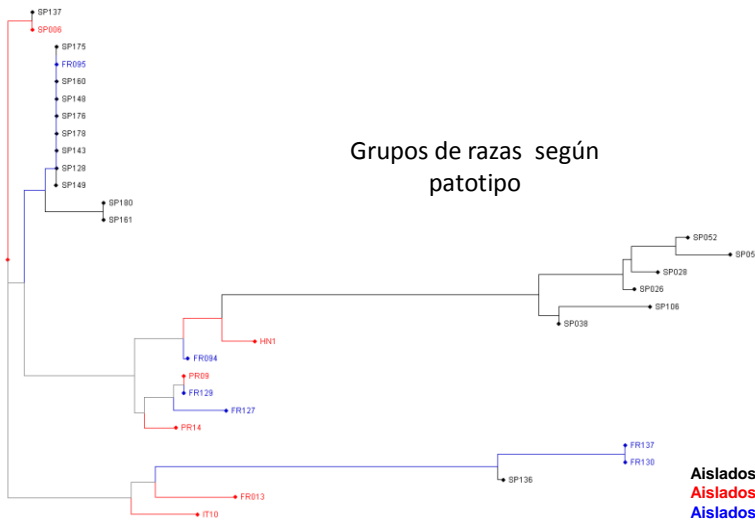 SP137
SP006
SP175
FR095
SP160
SP148
SP176
SP178
SP143
SP128
SP149
SP180
SP161
Grupos de razas según
patotipo
SP052
SP05
SP028
SP026
SP106
SP038
HN1
FR094
PR09
FR129
FR127
PR14
FR137
FR130
SP136
FR013
IT10
Aislados
Aislados
Aislados